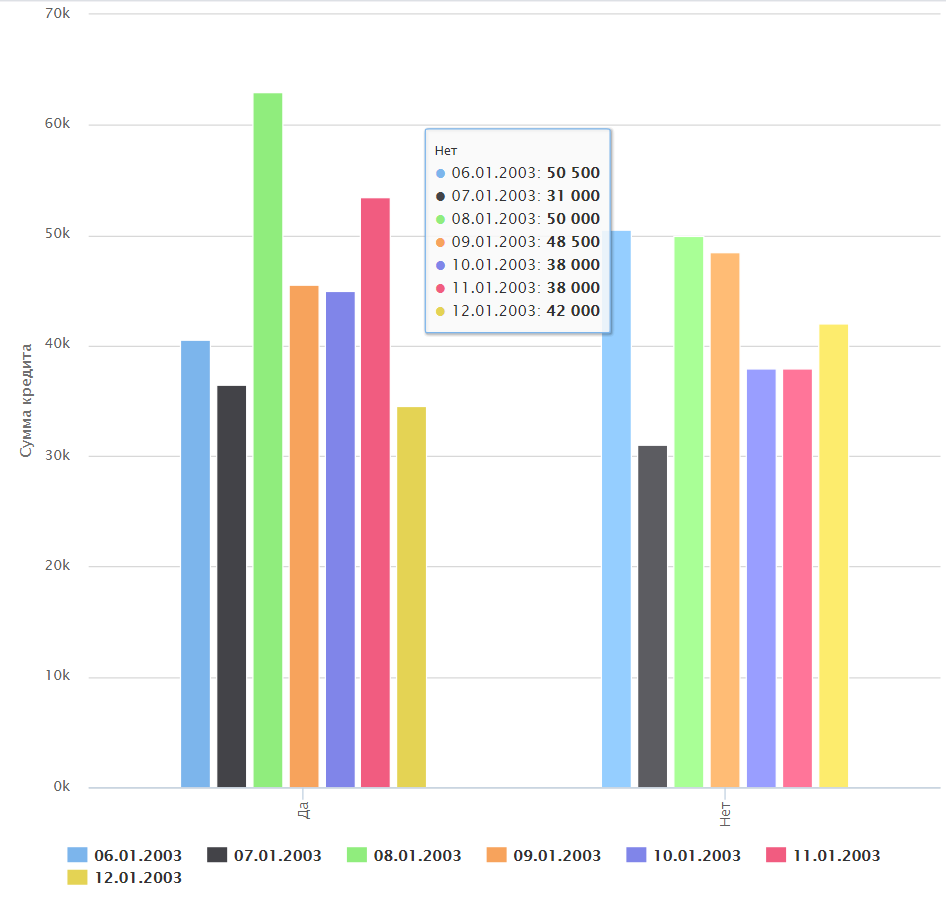 70k
60k
50k
40k
30k
20k
10k
0k
Сумма кредита
Нет
06.01.2003: 50 500
07.01.2003: 31 000
08.01.2003: 50 000
09.01.2003: 48 500
10.01.2003: 38 000
11.01.2003: 38 000
12.01.2003: 42 000
Да
Нет
06.01.2003 07.01.2003 08.01.2003 09.01.2003 10.01.2003 11.01.2003
12.01.2003